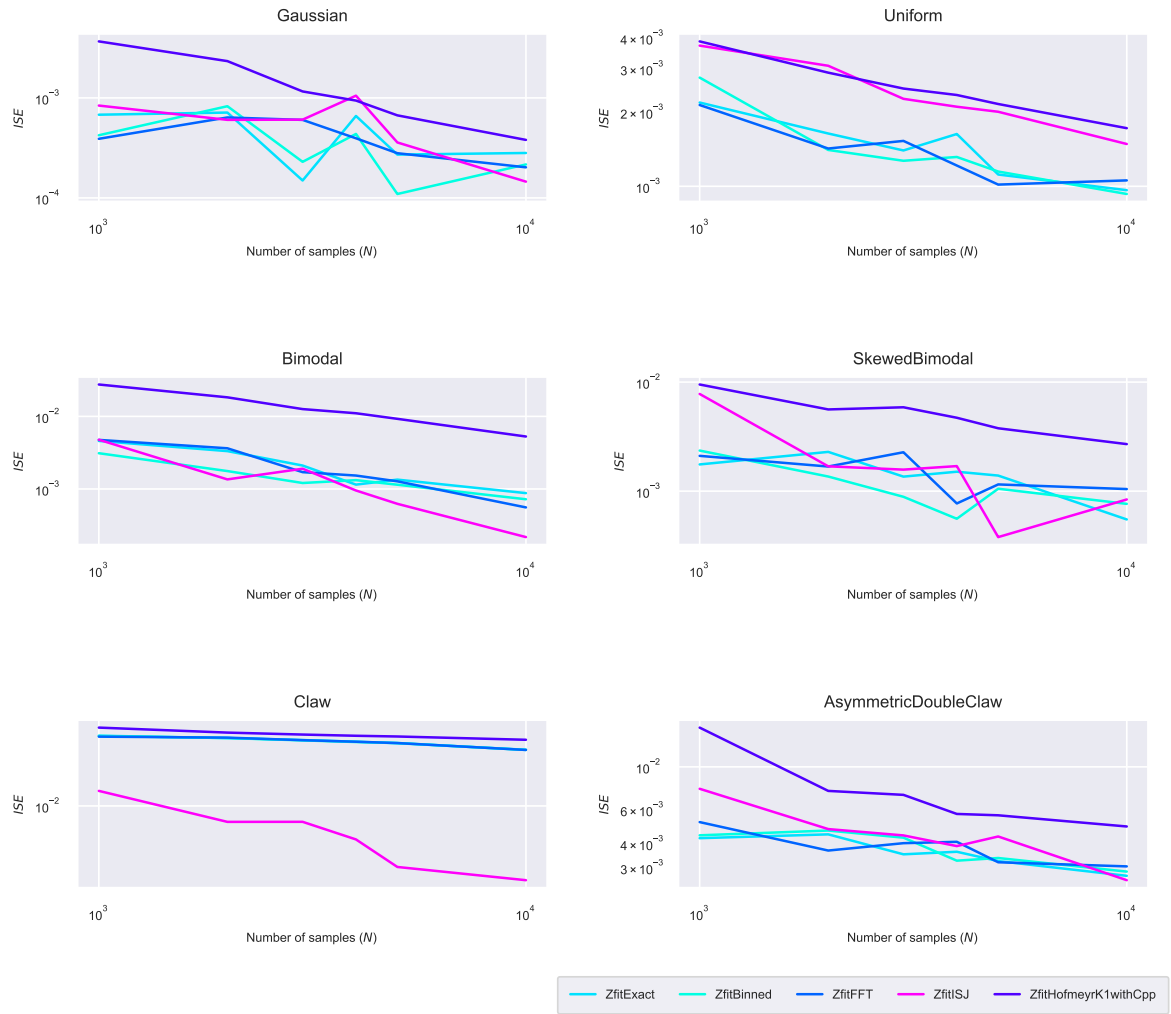 Gaussian
Uniform
ISE
10⁻³
10⁻⁴
10³
10⁴
Number of samples (N)
ISE
4 × 10⁻³
3 × 10⁻³
2 × 10⁻³
10⁻³
10³
10⁴
Number of samples (N)
Bimodal
SkewedBimodal
ISE
10⁻²
10⁻³
10³
10⁴
Number of samples (N)
ISE
10⁻²
10⁻³
10³
10⁴
Number of samples (N)
Claw
AsymmetricDoubleClaw
ISE
10⁻²
10³
10⁴
Number of samples (N)
ISE
10⁻²
6 × 10⁻³
4 × 10⁻³
3 × 10⁻³
10³
10⁴
Number of samples (N)
ZfitExact ZfitBinned ZfitFFT ZfitISJ ZfitHofmeyrK1withCpp